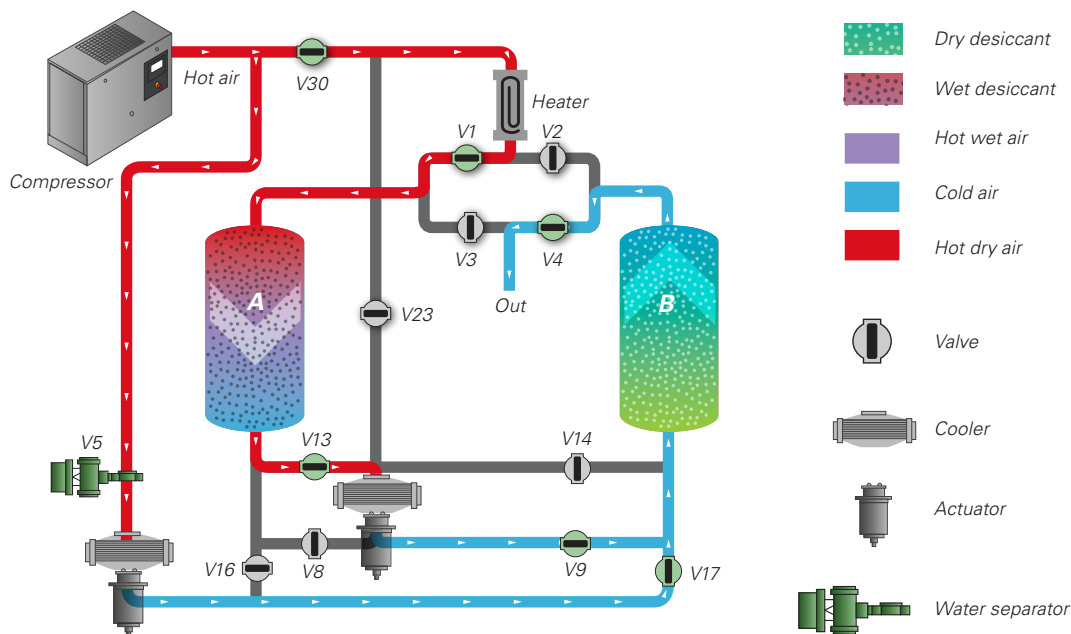 Hot air
V30
Compressor
Heater
V1
V2
V3
V4
Out
A
B
V23
V5
V13
V14
V16
V8
V9
V17
Dry desiccant
Wet desiccant
Hot wet air
Cold air
Hot dry air
Valve
Cooler
Actuator
Water separator